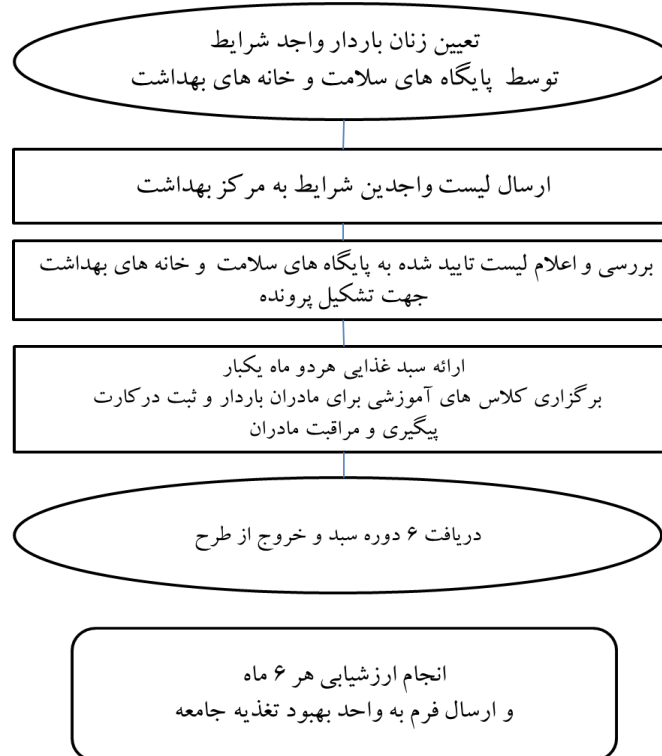 تعیین زنان باردار واجد شرایط
توسط پایگاه های سلامت و خانه های بهداشت
ارسال لیست واجدین شرایط به مرکز بهداشت
بررسی و اعلام لیست تایید شده به پایگاه های سلامت و خانه های بهداشت
جهت تشکیل پرونده
ارائه سبد غذایی هردو ماه یکبار
برگزاری کلاس های آموزشی برای مادران باردار و ثبت درکارت
پیگیری و مراقبت مادران
دریافت ۶ دوره سبد و خروج از طرح
انجام ارزشیابی هر ۶ ماه
و ارسال فرم به واحد بهبود تغذیه جامعه